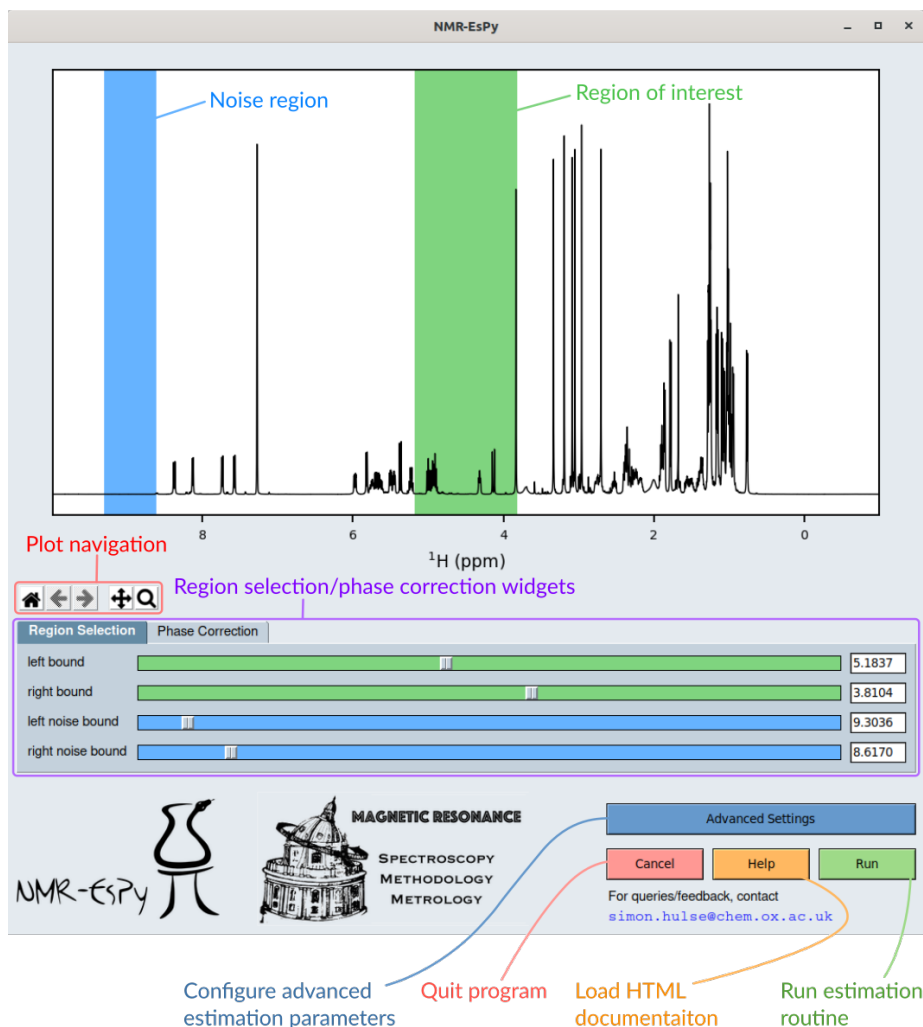 NMR-EsPy
Noise region
Region of interest
8
6
4
2
0
¹H (ppm)
Plot navigation
Region selection/phase correction widgets
Region Selection
Phase Correction
left bound
5.1837
right bound
3.8104
left noise bound
9.3036
right noise bound
8.6170
NMR-EsPy
MAGNETIC RESONANCE
SPECTROSCOPY
METHODOLOGY
METROLOGY
Advanced Settings
Cancel
Help
Run
For queries/feedback, contact
simon.hulse@chem.ox.ac.uk
Configure advanced
estimation parameters
Quit program
Load HTML
documentaiton
Run estimation
routine